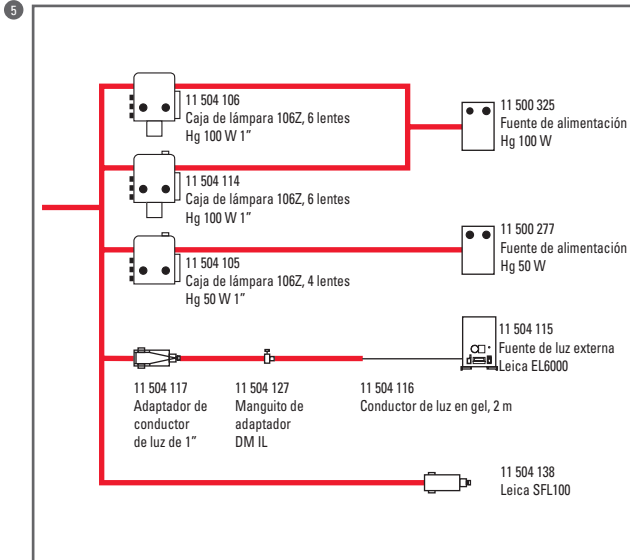 5
11 504 106
Caja de lámpara 106Z, 6 lentes
Hg 100 W 1”
11 500 325
Fuente de alimentación
Hg 100 W
11 504 114
Caja de lámpara 106Z, 6 lentes
Hg 100 W 1”
11 500 277
Fuente de alimentación
Hg 50 W
11 504 105
Caja de lámpara 106Z, 4 lentes
Hg 50 W 1”
11 504 115
Fuente de luz externa
Leica EL6000
11 504 117
Adaptador de
conductor
de luz de 1”
11 504 127
Manguito de
adaptador
DM IL
11 504 116
Conductor de luz en gel, 2 m
11 504 138
Leica SFL100